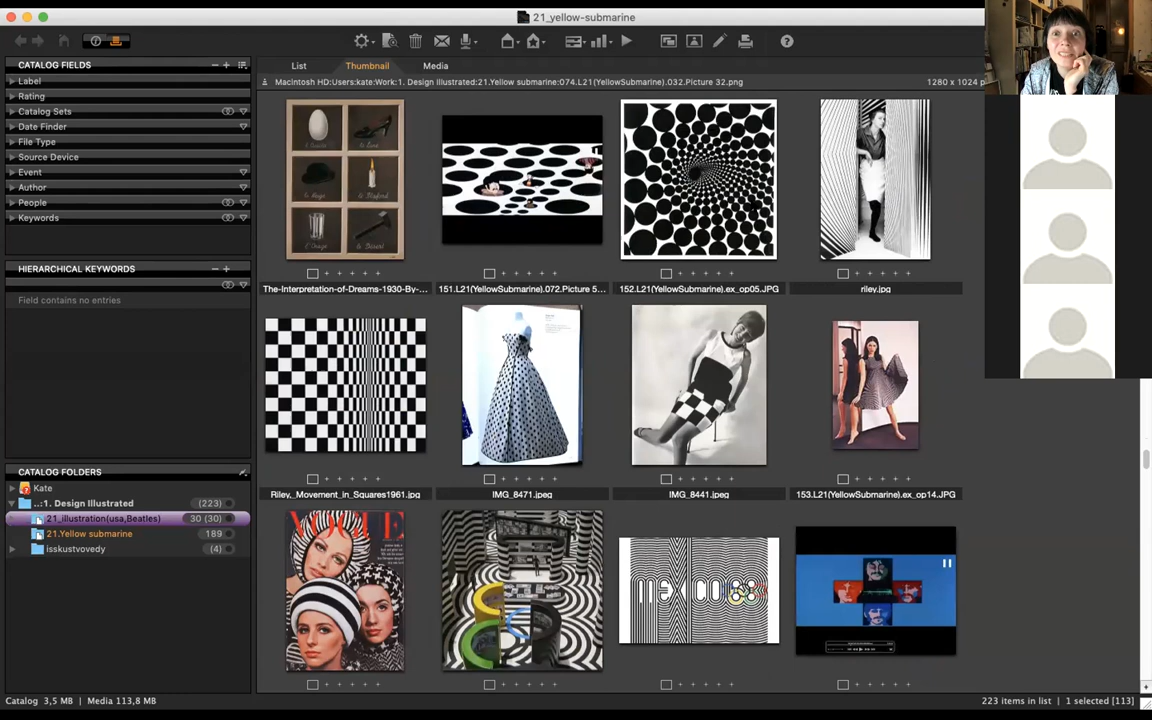 21_yellow-submarine
CATALOG FIELDS
Label
Rating
Catalog Sets
Date Finder
File Type
Source Device
Event
Author
People
Keywords
HIERARCHICAL KEYWORDS
Field contains no entries
CATALOG FOLDERS
Kate
...:1. Design Illustrated (223)
21_illustration(usa,Beatles) 30 (30)
21.Yellow submarine 189
isskustvovedy (4)
Catalog 3,5 MB | Media 113,8 MB
List Thumbnail Media
Macintosh HD:Users:kate:Work:1. Design Illustrated:21.Yellow submarine:074.L21(YellowSubmarine).032.Picture 32.png 1280 x 1024 p
The-Interpretation-of-Dreams-1930-By-...
151.L21(YellowSubmarine).072.Picture 5...
152.L21(YellowSubmarine).ex_op05.JPG
riley.jpg
Riley,_Movement_in_Squares1961.jpg
IMG_8471.jpeg
IMG_8441.jpeg
153.L21(YellowSubmarine).ex_op14.JPG
VOGUE
MEXICO68
223 items in list | 1 selected [113]